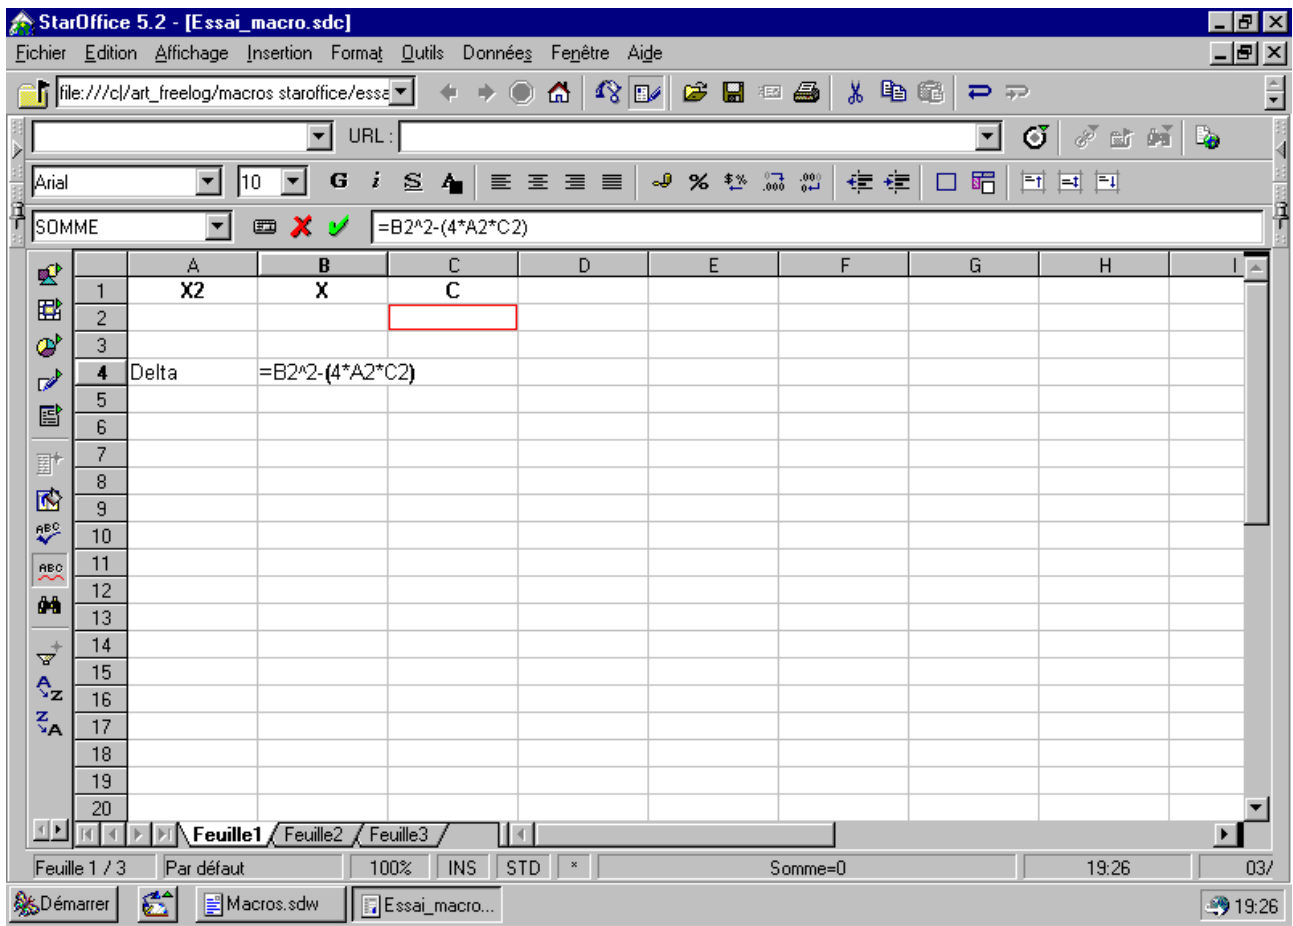 StarOffice 5.2 - [Essai_macro.sdc]
Fichier Edition Affichage Insertion Format Outils Données Fenêtre Aide
file:///c|/art_freelog/macros staroffice/essa
URL :
Arial 10 G i S A % $% .000 .000
SOMME =B2^2-(4*A2*C2)
A B C D E F G H I
1 X2 X C
2
3
4 Delta =B2^2-(4*A2*C2)
5
6
7
8
9
10
11
12
13
14
15
16
17
18
19
20
ABC
ABC
A Z
Z A
Feuille1 Feuille2 Feuille3
Feuille 1 / 3 Par défaut 100% INS STD * Somme=0 19:26 03/
Démarrer Macros.sdw Essai_macro... 19:26